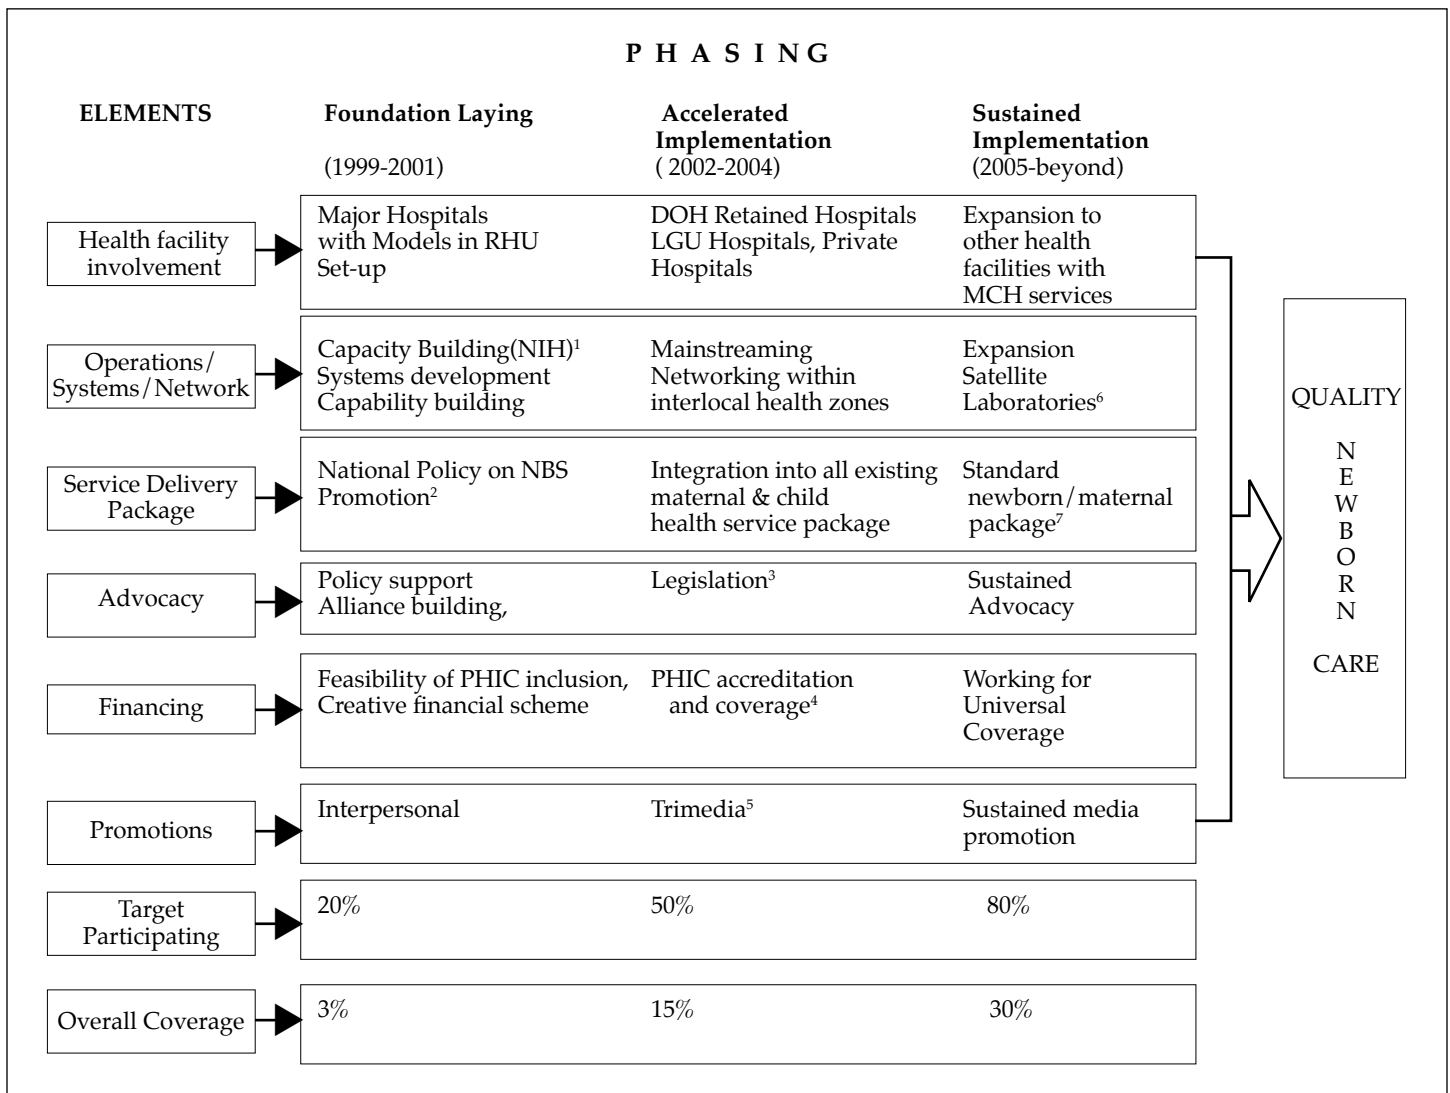 PHASING
ELEMENTS
Foundation Laying
(1999-2001)
Accelerated
Implementation
( 2002-2004)
Sustained
Implementation
(2005-beyond)
Health facility
involvement
Major Hospitals
with Models in RHU
Set-up
DOH Retained Hospitals
LGU Hospitals, Private
Hospitals
Expansion to
other health
facilities with
MCH services
Operations/
Systems/Network
Capacity Building(NIH)¹
Systems development
Capability building
Mainstreaming
Networking within
interlocal health zones
Expansion
Satellite
Laboratories⁶
Service Delivery
Package
National Policy on NBS
Promotion²
Integration into all existing
maternal & child
health service package
Standard
newborn/maternal
package⁷
Advocacy
Policy support
Alliance building,
Legislation³
Sustained
Advocacy
Financing
Feasibility of PHIC inclusion,
Creative financial scheme
PHIC accreditation
and coverage⁴
Working for
Universal
Coverage
Promotions
Interpersonal
Trimedia⁵
Sustained media
promotion
Target
Participating
20%
50%
80%
Overall Coverage
3%
15%
30%
QUALITY
NEWBORN
CARE